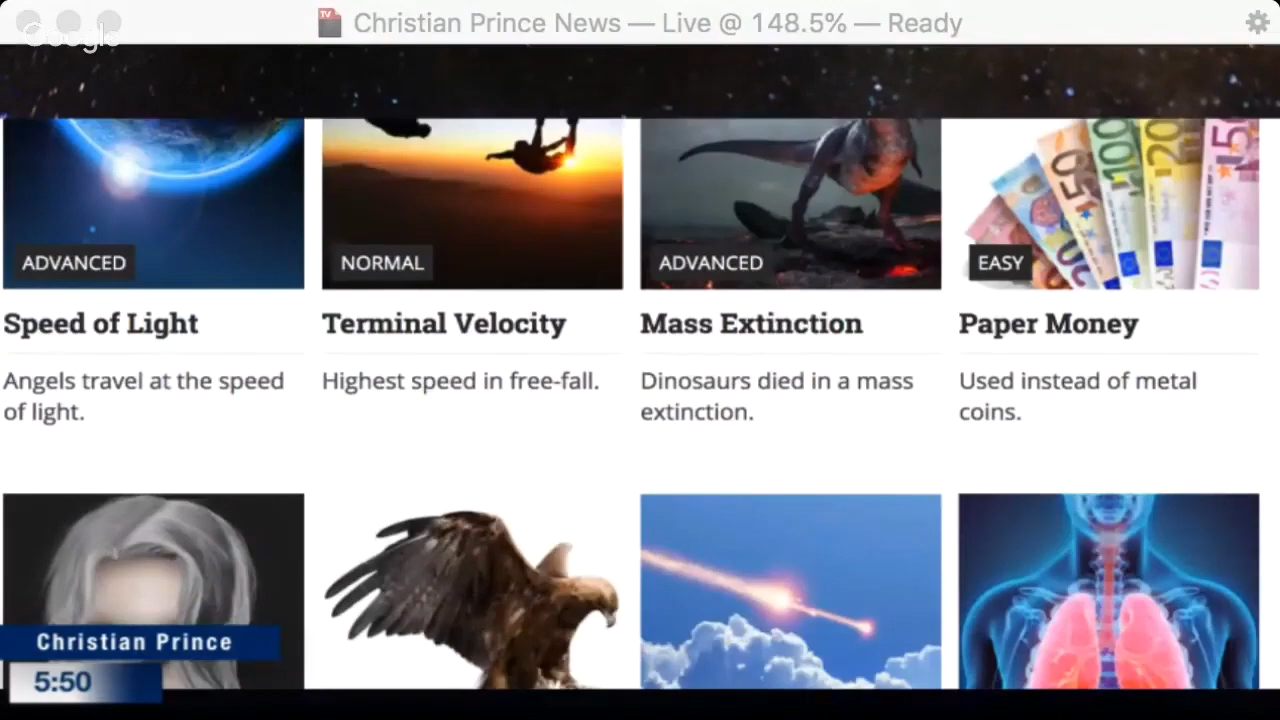 Christian Prince News — Live @ 148.5% — Ready
Google
TV
ADVANCED
NORMAL
ADVANCED
EASY
Speed of Light
Terminal Velocity
Mass Extinction
Paper Money
Angels travel at the speed
of light.
Highest speed in free-fall.
Dinosaurs died in a mass
extinction.
Used instead of metal
coins.
Christian Prince
5:50